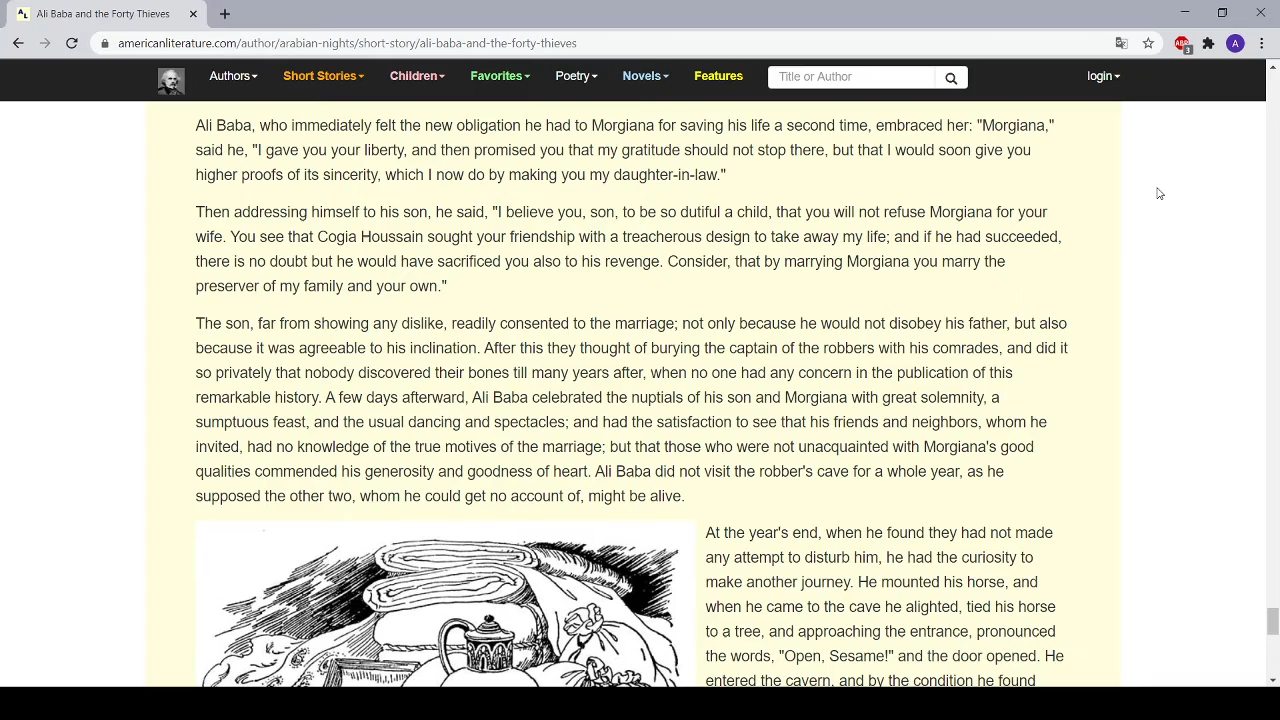 Ali Baba and the Forty Thieves
americanliterature.com/author/arabian-nights/short-story/ali-baba-and-the-forty-thieves
ABP
3
A
Authors
Short Stories
Children
Favorites
Poetry
Novels
Features
Title or Author
login
Ali Baba, who immediately felt the new obligation he had to Morgiana for saving his life a second time, embraced her: "Morgiana,"
said he, "I gave you your liberty, and then promised you that my gratitude should not stop there, but that I would soon give you
higher proofs of its sincerity, which I now do by making you my daughter-in-law."
Then addressing himself to his son, he said, "I believe you, son, to be so dutiful a child, that you will not refuse Morgiana for your
wife. You see that Cogia Houssain sought your friendship with a treacherous design to take away my life; and if he had succeeded,
there is no doubt but he would have sacrificed you also to his revenge. Consider, that by marrying Morgiana you marry the
preserver of my family and your own."
The son, far from showing any dislike, readily consented to the marriage; not only because he would not disobey his father, but also
because it was agreeable to his inclination. After this they thought of burying the captain of the robbers with his comrades, and did it
so privately that nobody discovered their bones till many years after, when no one had any concern in the publication of this
remarkable history. A few days afterward, Ali Baba celebrated the nuptials of his son and Morgiana with great solemnity, a
sumptuous feast, and the usual dancing and spectacles; and had the satisfaction to see that his friends and neighbors, whom he
invited, had no knowledge of the true motives of the marriage; but that those who were not unacquainted with Morgiana's good
qualities commended his generosity and goodness of heart. Ali Baba did not visit the robber's cave for a whole year, as he
supposed the other two, whom he could get no account of, might be alive.
At the year's end, when he found they had not made
any attempt to disturb him, he had the curiosity to
make another journey. He mounted his horse, and
when he came to the cave he alighted, tied his horse
to a tree, and approaching the entrance, pronounced
the words, "Open, Sesame!" and the door opened. He
entered the cavern, and by the condition he found